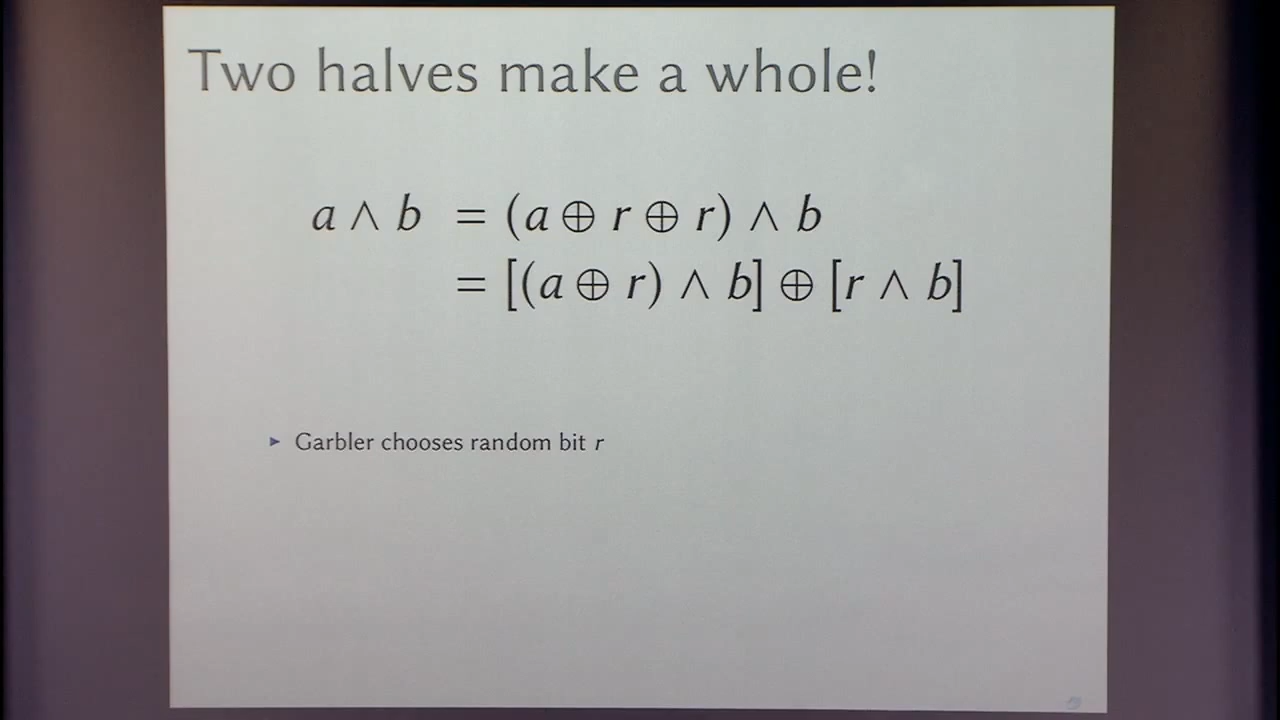 Two halves make a whole!
a ∧ b = (a ⊕ r ⊕ r) ∧ b
= [(a ⊕ r) ∧ b] ⊕ [r ∧ b]
▸ Garbler chooses random bit r